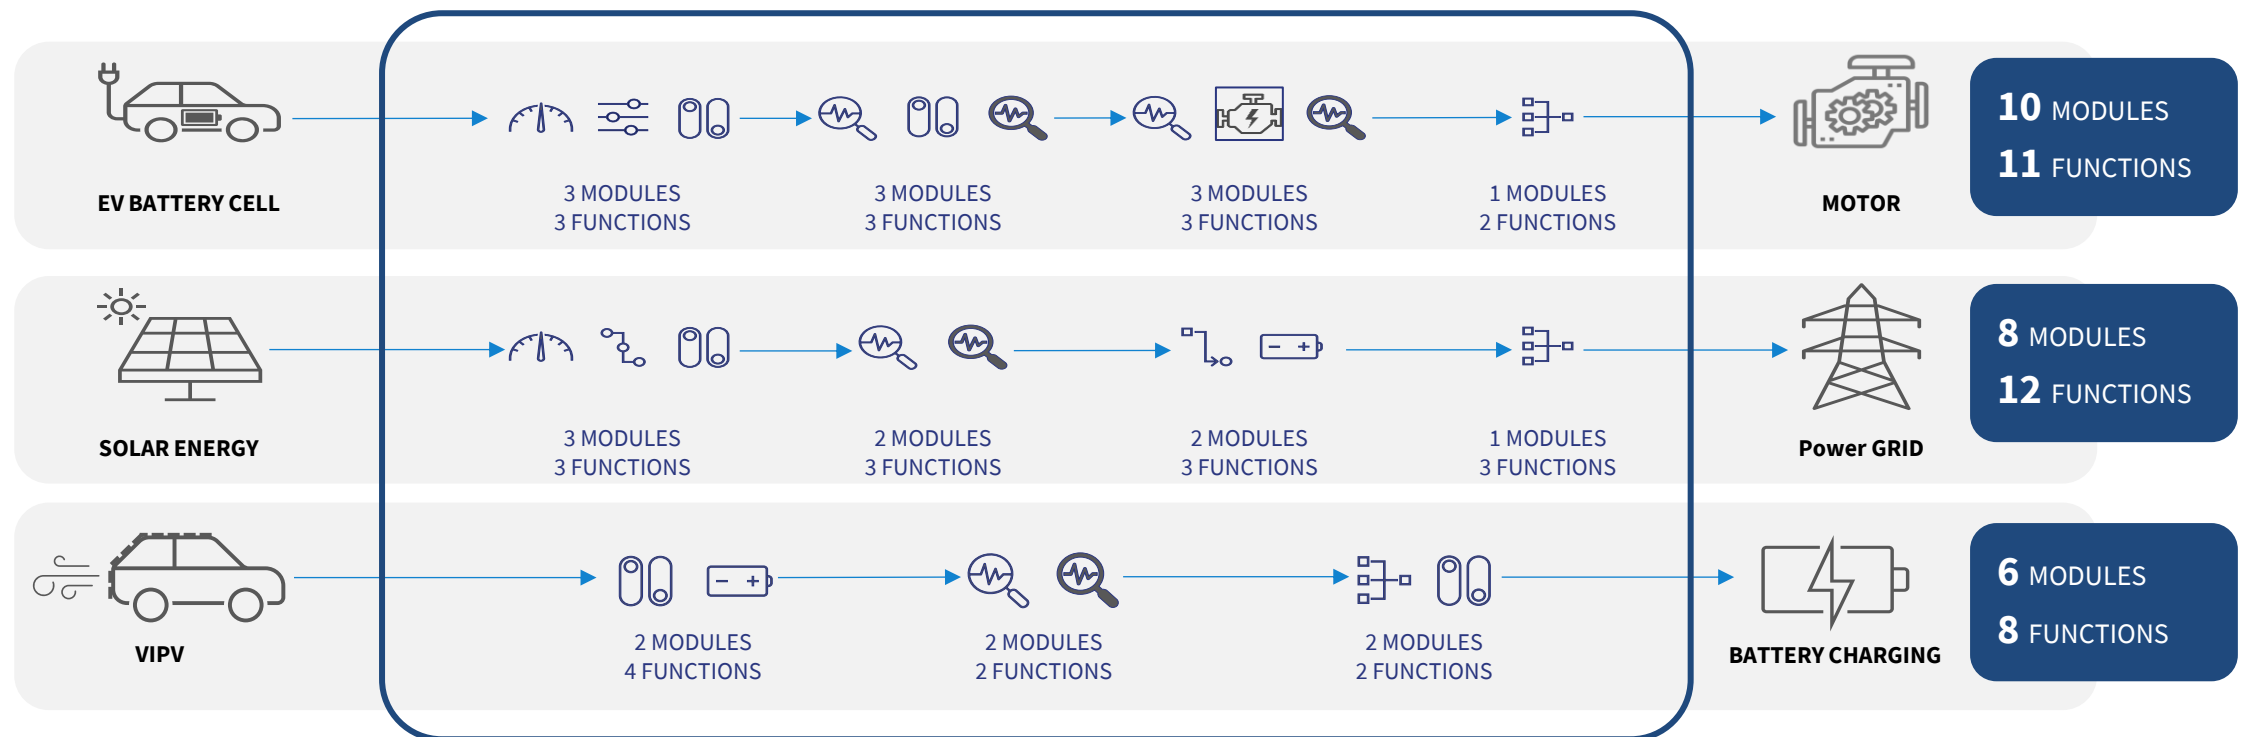 EV BATTERY CELL
3 MODULES
3 FUNCTIONS
3 MODULES
3 FUNCTIONS
3 MODULES
3 FUNCTIONS
1 MODULES
2 FUNCTIONS
MOTOR
10 MODULES
11 FUNCTIONS
SOLAR ENERGY
3 MODULES
3 FUNCTIONS
2 MODULES
3 FUNCTIONS
2 MODULES
3 FUNCTIONS
1 MODULES
3 FUNCTIONS
Power GRID
8 MODULES
12 FUNCTIONS
VIPV
2 MODULES
4 FUNCTIONS
2 MODULES
2 FUNCTIONS
2 MODULES
2 FUNCTIONS
BATTERY CHARGING
6 MODULES
8 FUNCTIONS